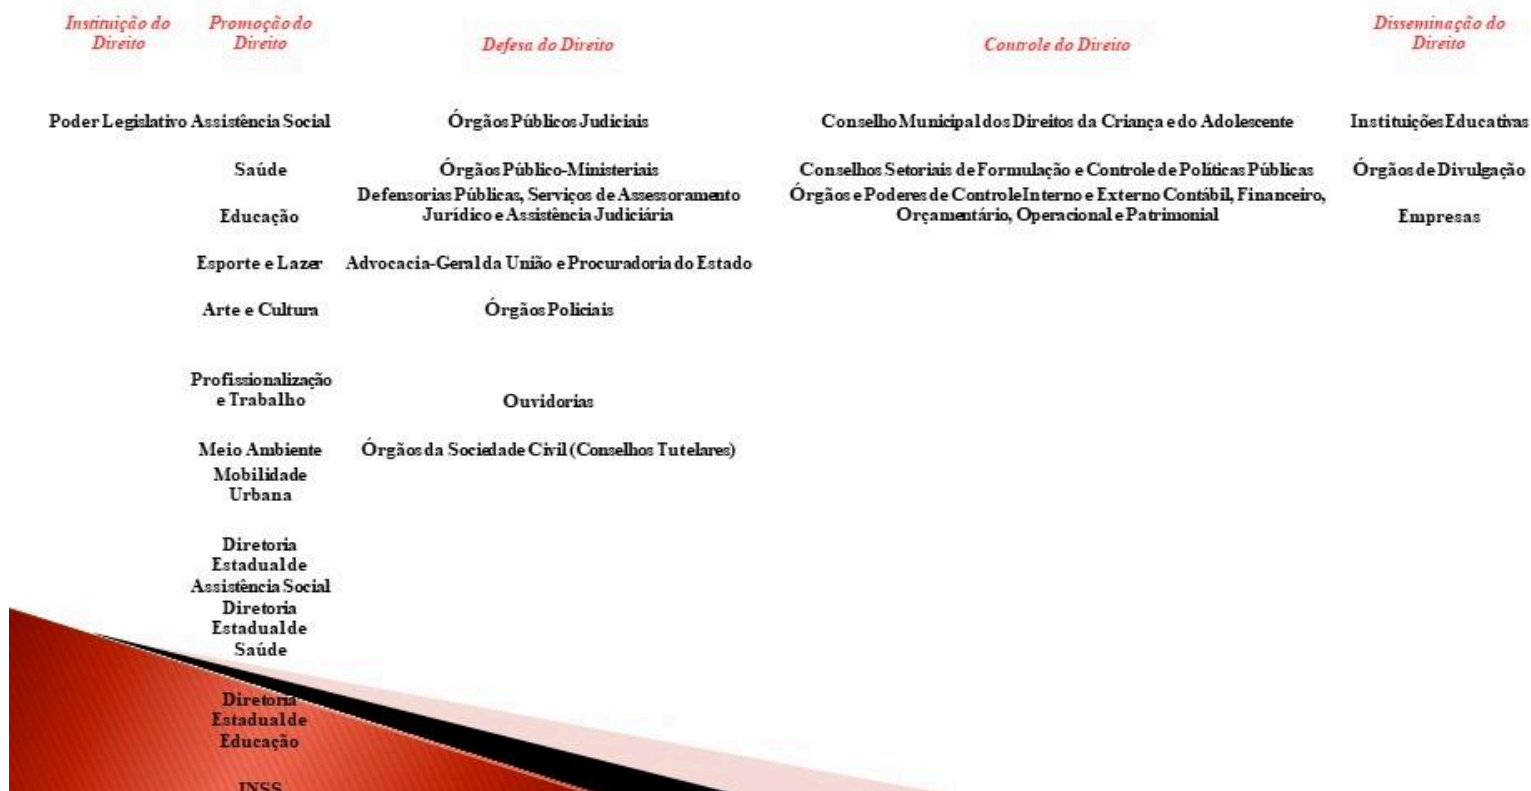 Instituição do
Direito
Promoção do
Direito
Defesa do Direito
Controle do Direito
Disseminação do
Direito
Poder Legislativo
Assistência Social
Órgãos Públicos Judiciais
Conselho Municipal dos Direitos da Criança e do Adolescente
Instituições Educativas
Saúde
Órgãos Público-Ministeriais
Conselhos Setoriais de Formulação e Controle de Políticas Públicas
Órgãos de Divulgação
Educação
Defensorias Públicas, Serviços de Assessoramento
Jurídico e Assistência Judiciária
Órgãos e Poderes de Controle Interno e Externo Contábil, Financeiro,
Orçamentário, Operacional e Patrimonial
Empresas
Esporte e Lazer
Advocacia-Geral da União e Procuradoria do Estado
Arte e Cultura
Órgãos Policiais
Profissionalização
e Trabalho
Ouvidorias
Meio Ambiente
Órgãos da Sociedade Civil (Conselhos Tutelares)
Mobilidade
Urbana
Diretoria
Estadual de
Assistência Social
Diretoria
Estadual de
Saúde
Diretoria
Estadual de
Educação
INSS